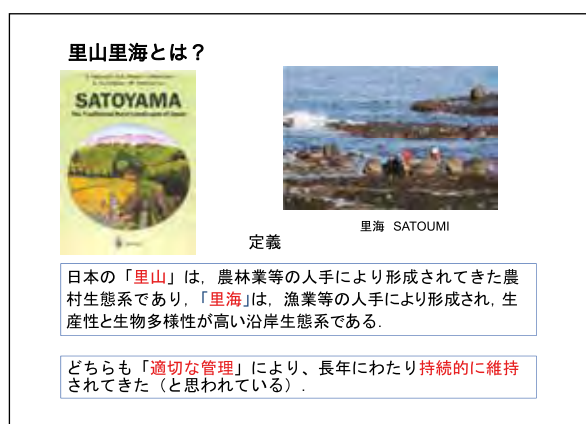 里山里海とは？
SATOYAMA
The Traditional Rural Landscape of Japan
里海 SATOUMI
定義
日本の「里山」は，農林業等の人手により形成されてきた農
村生態系であり，「里海」は，漁業等の人手により形成され，生
産性と生物多様性が高い沿岸生態系である．
どちらも「適切な管理」により、長年にわたり持続的に維持
されてきた（と思われている）．